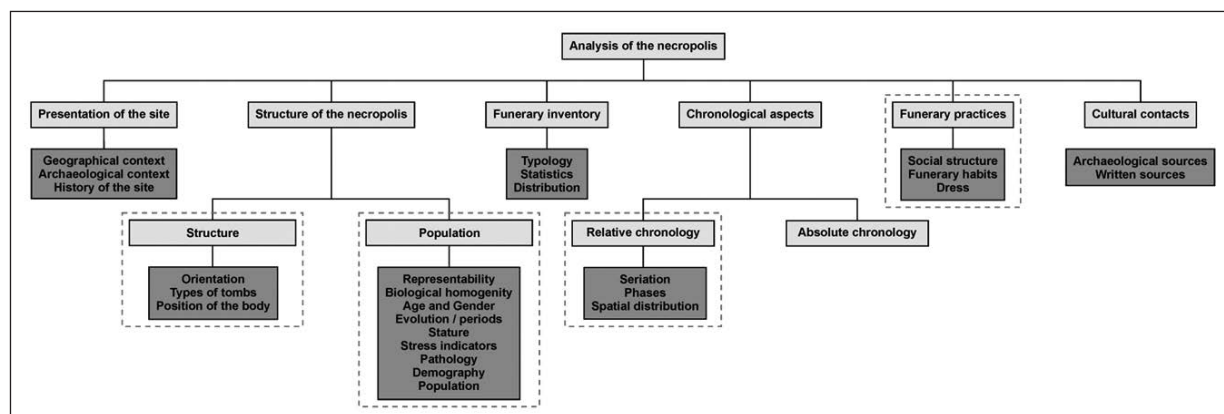 Analysis of the necropolis
Presentation of the site
Geographical context
Archaeological context
History of the site
Structure of the necropolis
Structure
Orientation
Types of tombs
Position of the body
Population
Representability
Biological homogenity
Age and Gender
Evolution / periods
Stature
Stress indicators
Pathology
Demography
Population
Funerary inventory
Typology
Statistics
Distribution
Chronological aspects
Relative chronology
Seriation
Phases
Spatial distribution
Absolute chronology
Funerary practices
Social structure
Funerary habits
Dress
Cultural contacts
Archaeological sources
Written sources